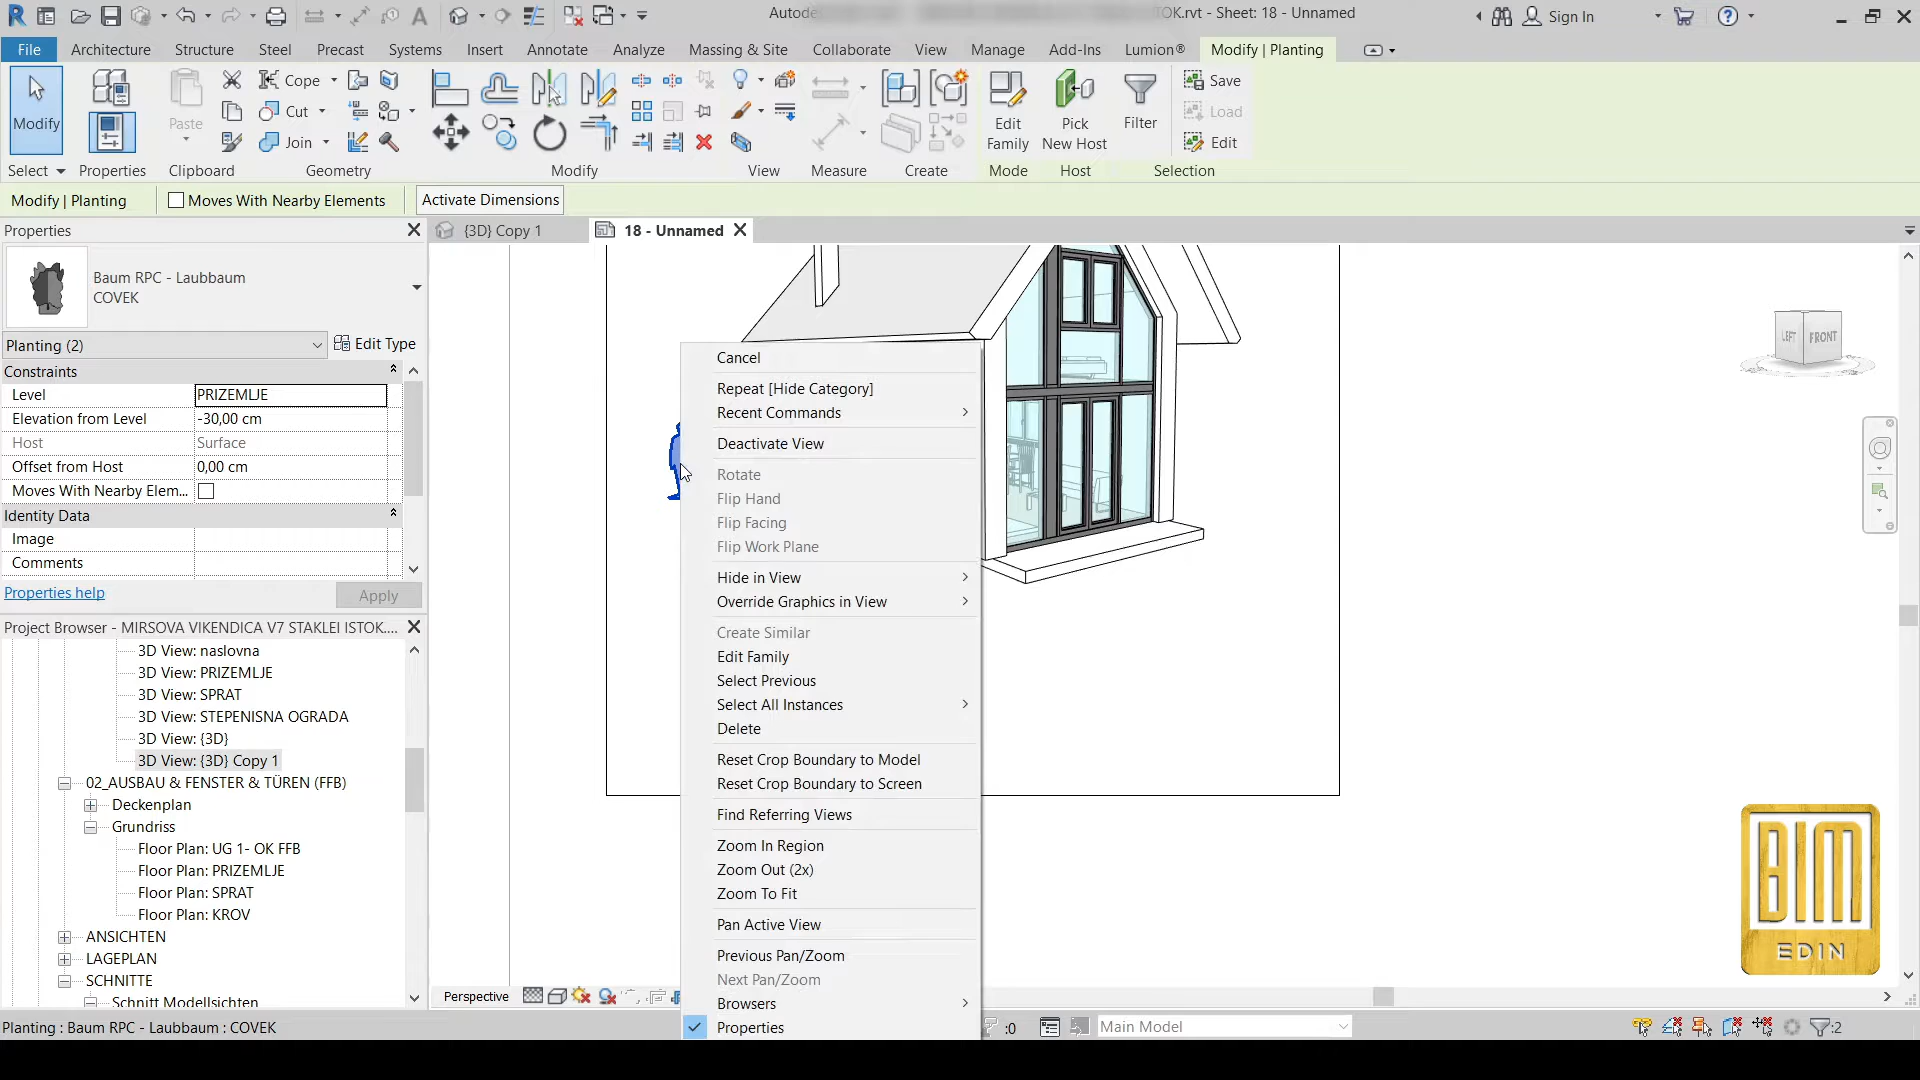 Autodes
OK.rvt - Sheet: 18 - Unnamed
Sign In
File
Architecture
Structure
Steel
Precast
Systems
Insert
Annotate
Analyze
Massing & Site
Collaborate
View
Manage
Add-Ins
Lumion®
Modify | Planting
Modify
Paste
Cope
Cut
Join
Edit
Family
Pick
New Host
Filter
Save
Load
Edit
Select
Properties
Clipboard
Geometry
Modify
View
Measure
Create
Mode
Host
Selection
Modify | Planting
Moves With Nearby Elements
Activate Dimensions
Properties
{3D} Copy 1
18 - Unnamed
Baum RPC - Laubbaum
COVEK
Planting (2)
Edit Type
Constraints
Level PRIZEMLJE
Elevation from Level -30,00 cm
Host Surface
Offset from Host 0,00 cm
Moves With Nearby Elem...
Identity Data
Image
Comments
Properties help
Apply
Project Browser - MIRSOVA VIKENDICA V7 STAKLEI ISTOK....
3D View: naslovna
3D View: PRIZEMLJE
3D View: SPRAT
3D View: STEPENISNA OGRADA
3D View: {3D}
3D View: {3D} Copy 1
02_AUSBAU & FENSTER & TÜREN (FFB)
Deckenplan
Grundriss
Floor Plan: UG 1- OK FFB
Floor Plan: PRIZEMLJE
Floor Plan: SPRAT
Floor Plan: KROV
ANSICHTEN
LAGEPLAN
SCHNITTE
Schnitt Modellsichten
Cancel
Repeat [Hide Category]
Recent Commands
Deactivate View
Rotate
Flip Hand
Flip Facing
Flip Work Plane
Hide in View
Override Graphics in View
Create Similar
Edit Family
Select Previous
Select All Instances
Delete
Reset Crop Boundary to Model
Reset Crop Boundary to Screen
Find Referring Views
Zoom In Region
Zoom Out (2x)
Zoom To Fit
Pan Active View
Previous Pan/Zoom
Next Pan/Zoom
Browsers
Properties
LEFT
FRONT
BIM
EDIN
Perspective
Planting : Baum RPC - Laubbaum : COVEK
:0
Main Model
:2